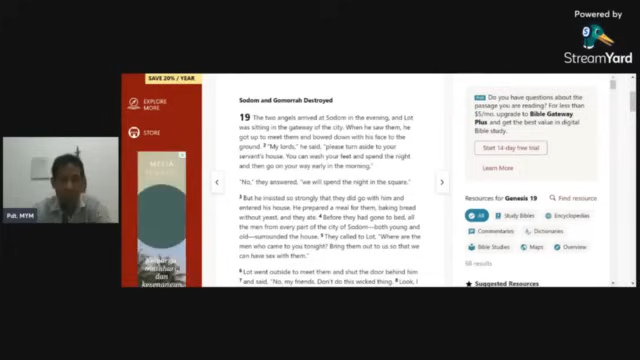 Powered by
StreamYard
SAVE 20% / YEAR
EXPLORE
MORE
STORE
Pdt. MYM
Sodom and Gomorrah Destroyed
19 The two angels arrived at Sodom in the evening, and Lot
was sitting in the gateway of the city. When he saw them, he
got up to meet them and bowed down with his face to the
ground. 2 "My lords," he said, "please turn aside to your
servant's house. You can wash your feet and spend the night
and then go on your way early in the morning."
"No," they answered, "we will spend the night in the square."
3 But he insisted so strongly that they did go with him and
entered his house. He prepared a meal for them, baking bread
without yeast, and they ate. 4 Before they had gone to bed, all
the men from every part of the city of Sodom—both young and
old—surrounded the house. 5 They called to Lot, "Where are the
men who came to you tonight? Bring them out to us so that we
can have sex with them."
6 Lot went outside to meet them and shut the door behind him
7 and said, "No, my friends. Don't do this wicked thing. 8 Look, I
Do you have questions about the
passage you are reading? For less than
$5/mo, upgrade to Bible Gateway
Plus and get the best value in digital
Bible study.
Start 14-day free trial
Learn More
Resources for Genesis 19
Find resource
All
Study Bibles
Encyclopedias
Commentaries
Dictionaries
Bible Studies
Maps
Overview
56 results
Suggested Resources
dan